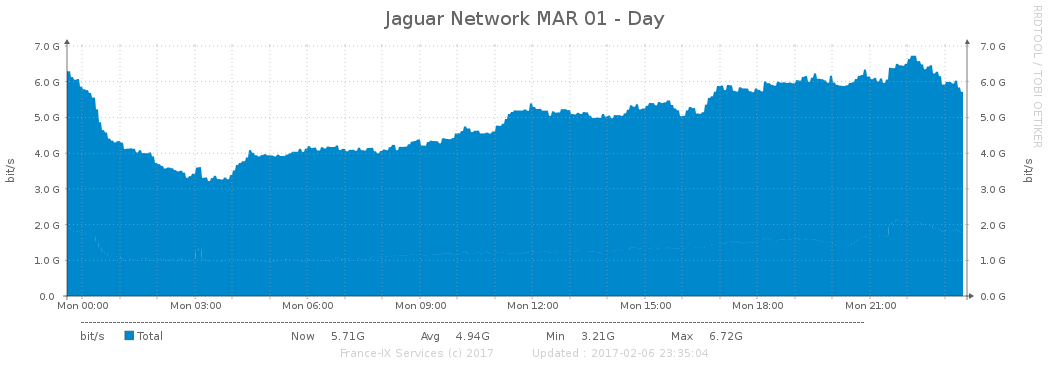 Jaguar Network MAR 01 - Day
RRDTOOL / TOBI OETIKER
bit/s
7.0 G
6.0 G
5.0 G
4.0 G
3.0 G
2.0 G
1.0 G
0.0
7.0 G
6.0 G
5.0 G
4.0 G
3.0 G
2.0 G
1.0 G
0.0 G
bit/s
Mon 00:00 Mon 03:00 Mon 06:00 Mon 09:00 Mon 12:00 Mon 15:00 Mon 18:00 Mon 21:00
bit/s Total Now 5.71G Avg 4.94G Min 3.21G Max 6.72G
France-IX Services (c) 2017 Updated : 2017-02-06 23:35:04